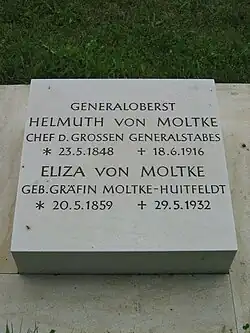 GENERALOBERST
HELMUTH VON MOLTKE
CHEF D. GROSSEN GENERALSTABES
* 23.5.1848 ✝ 18.6.1916
ELIZA VON MOLTKE
GEB. GRÄFIN MOLTKE-HUITFELDT
* 20.5.1859 ✝ 29.5.1932